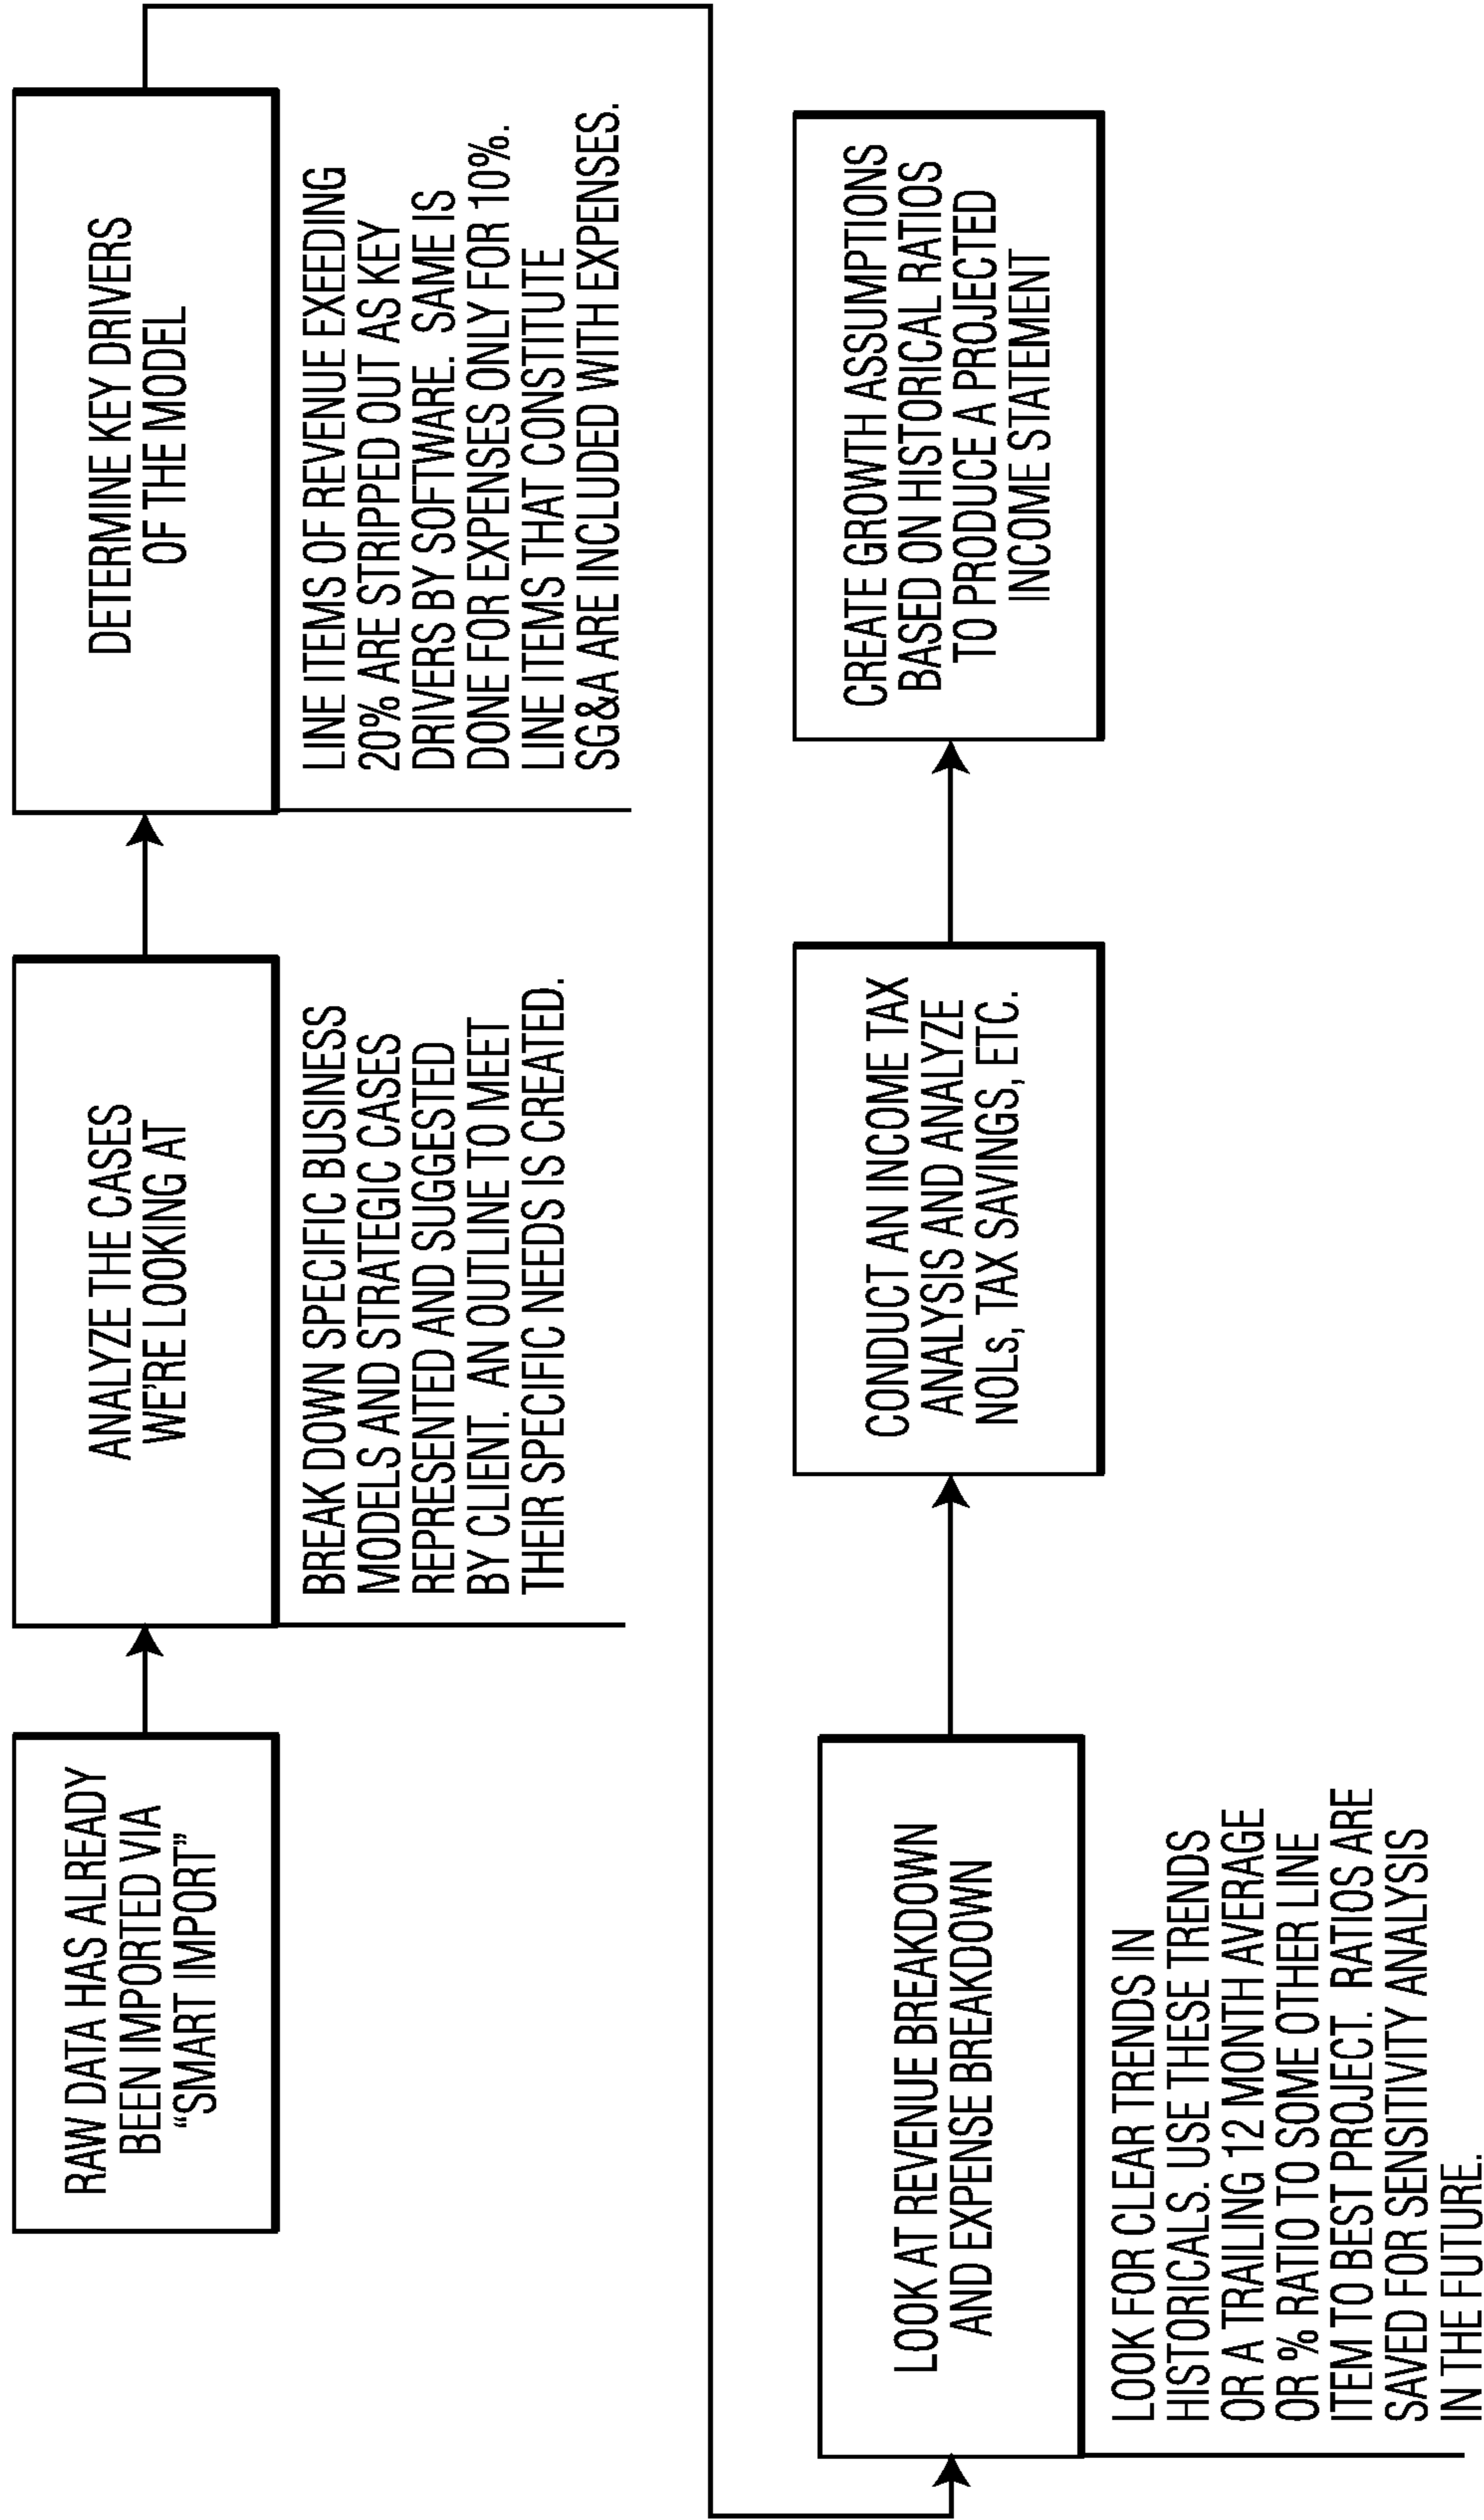 RAW DATA HAS ALREADY
BEEN IMPORTED VIA
“SMART IMPORT”
ANALYZE THE CASES
WE’RE LOOKING AT
BREAK DOWN SPECIFIC BUSINESS
MODELS AND STRATEGIC CASES
REPRESENTED AND SUGGESTED
BY CLIENT. AN OUTLINE TO MEET
THEIR SPECIFIC NEEDS IS CREATED.
DETERMINE KEY DRIVERS
OF THE MODEL
LINE ITEMS OF REVENUE EXEEDING
20% ARE STRIPPED OUT AS KEY
DRIVERS BY SOFTWARE. SAME IS
DONE FOR EXPENSES ONLY FOR 10%.
LINE ITEMS THAT CONSTITUTE
SG&A ARE INCLUDED WITH EXPENSES.
LOOK AT REVENUE BREAKDOWN
AND EXPENSE BREAKDOWN
LOOK FOR CLEAR TRENDS IN
HISTORICALS. USE THESE TRENDS
OR A TRAILING 12 MONTH AVERAGE
OR % RATIO TO SOME OTHER LINE
ITEM TO BEST PROJECT. RATIOS ARE
SAVED FOR SENSITIVITY ANALYSIS
IN THE FUTURE.
CONDUCT AN INCOME TAX
ANALYSIS AND ANALYZE
NOLs, TAX SAVINGS, ETC.
CREATE GROWTH ASSUMPTIONS
BASED ON HISTORICAL RATIOS
TO PRODUCE A PROJECTED
INCOME STATEMENT